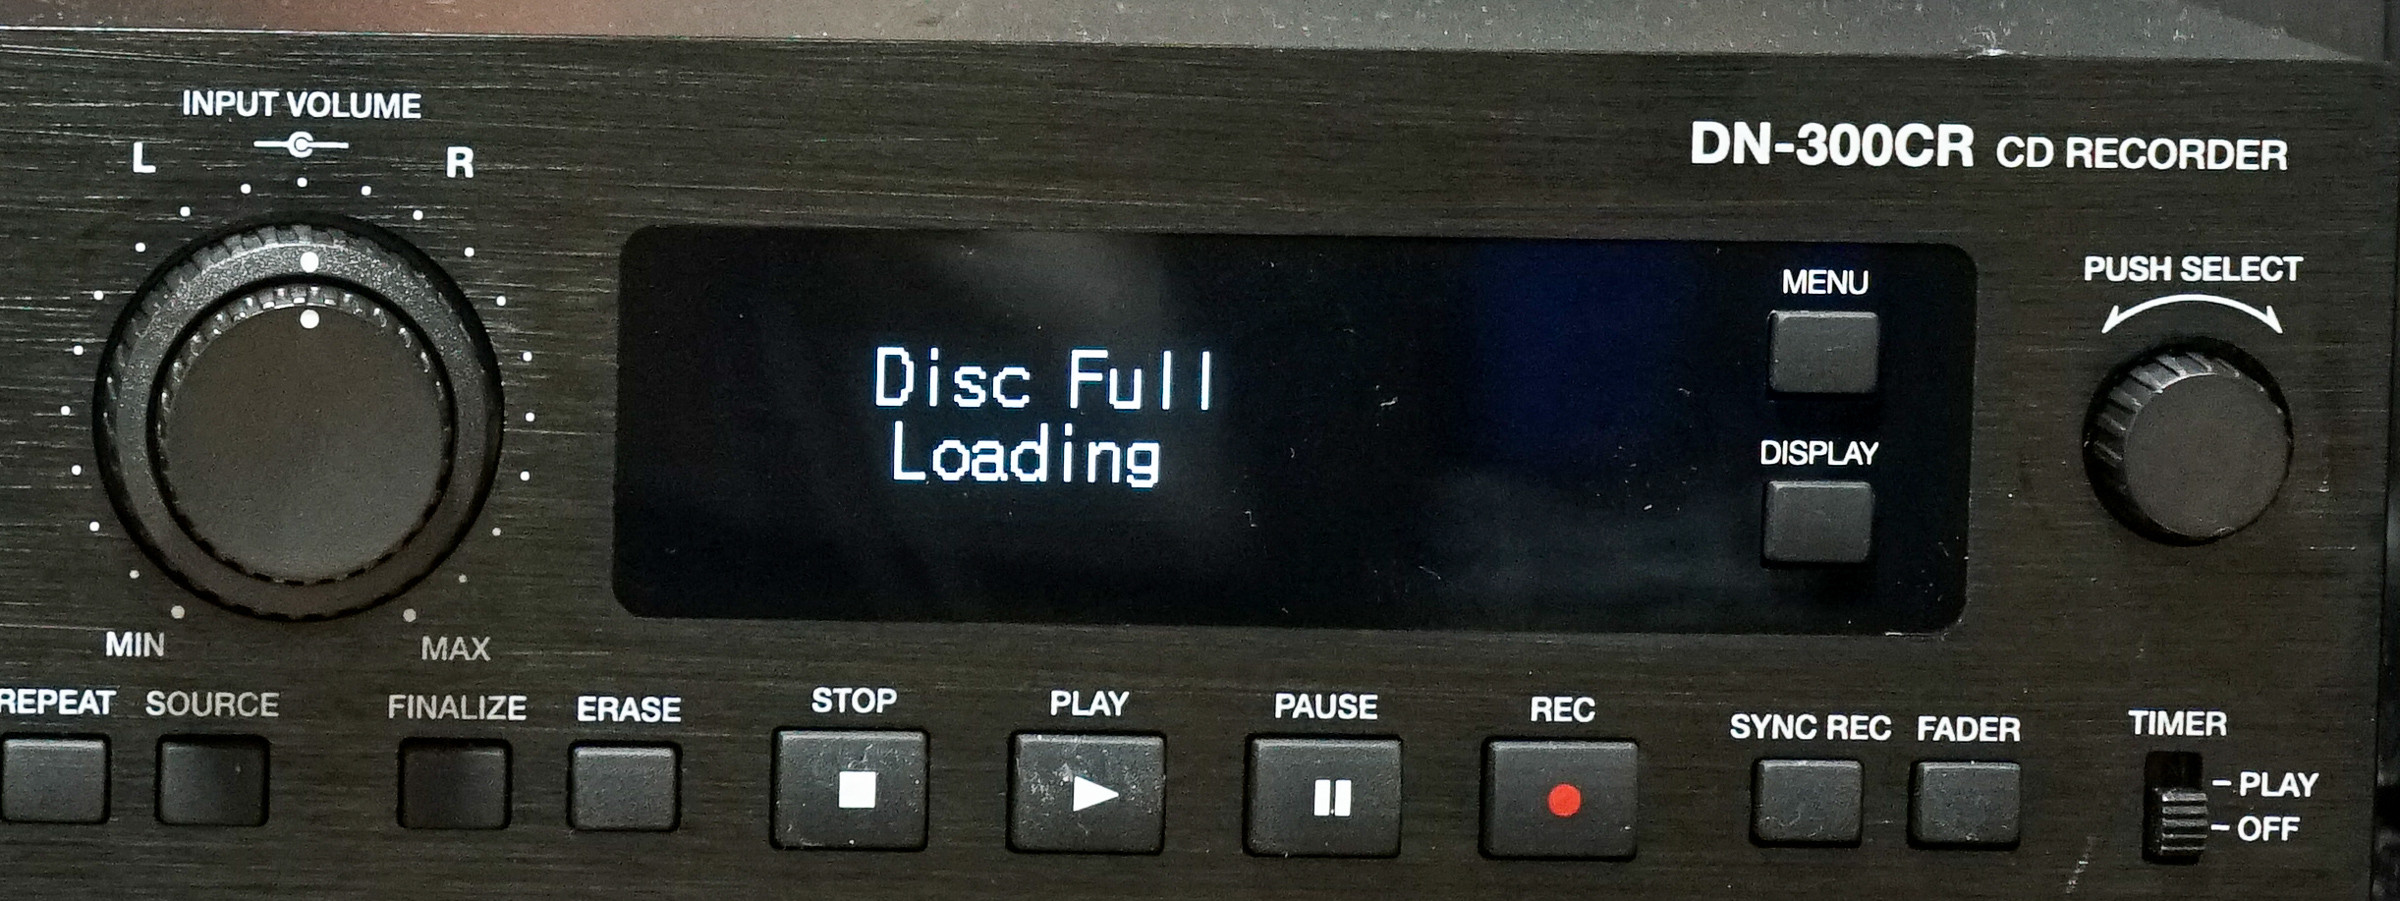 INPUT VOLUME
L R
DN-300CR CD RECORDER
PUSH SELECT
MENU
Disc Full
Loading
DISPLAY
MIN MAX
REPEAT SOURCE FINALIZE ERASE STOP PLAY PAUSE REC SYNC REC FADER TIMER
PLAY
OFF